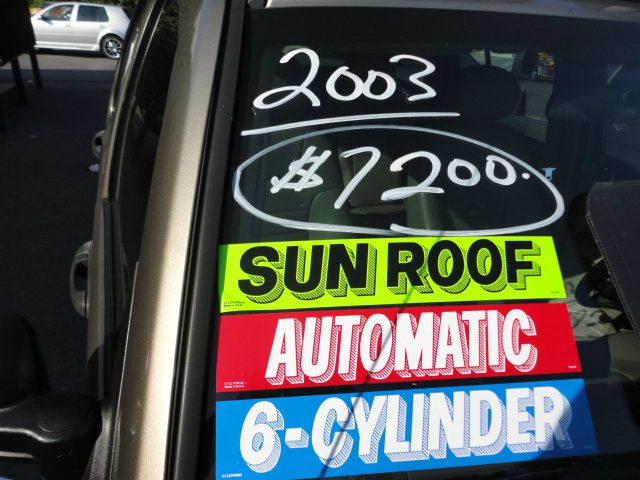 2003
$7200.
SUN ROOF
AUTOMATIC
6-CYLINDER